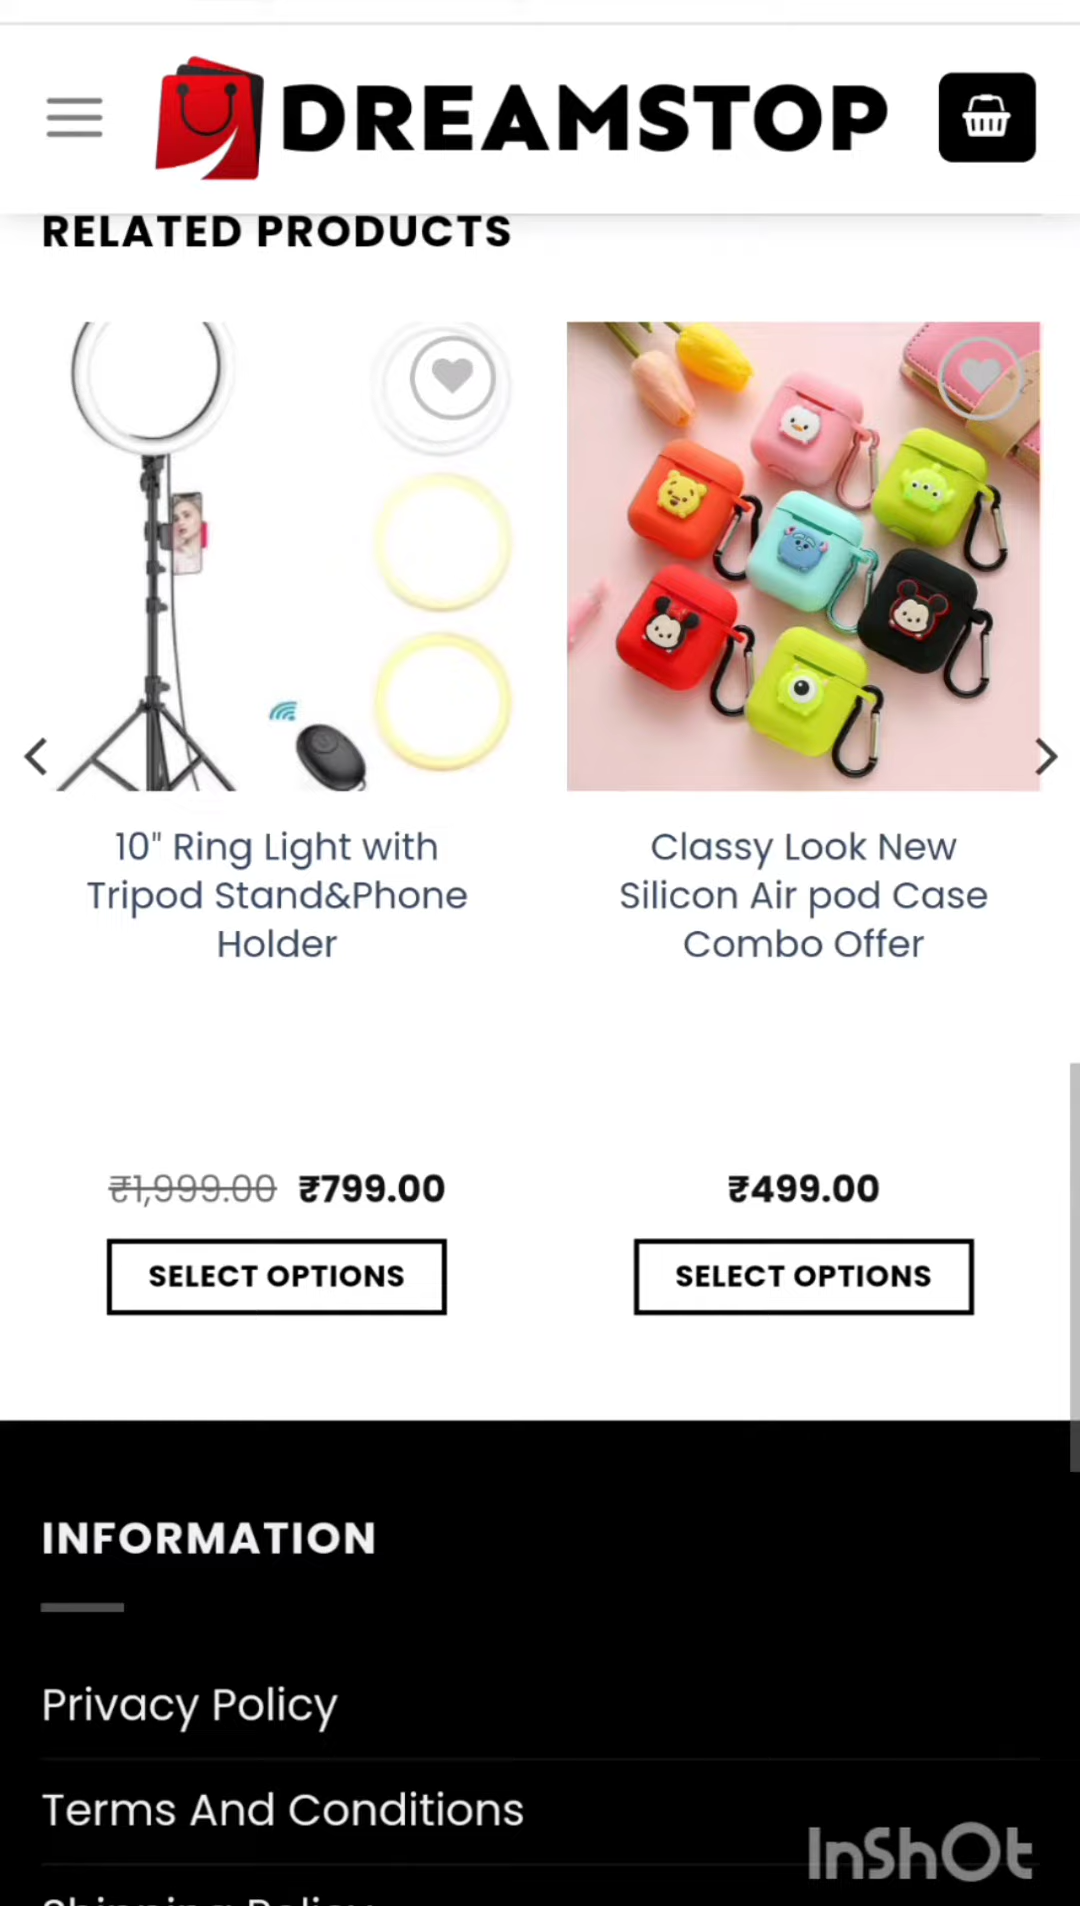 DREAMSTOP
RELATED PRODUCTS
10" Ring Light with
Tripod Stand&Phone
Holder
₹1,999.00 ₹799.00
SELECT OPTIONS
Classy Look New
Silicon Air pod Case
Combo Offer
₹499.00
SELECT OPTIONS
INFORMATION
Privacy Policy
Terms And Conditions
Shipping Policy
InShOt